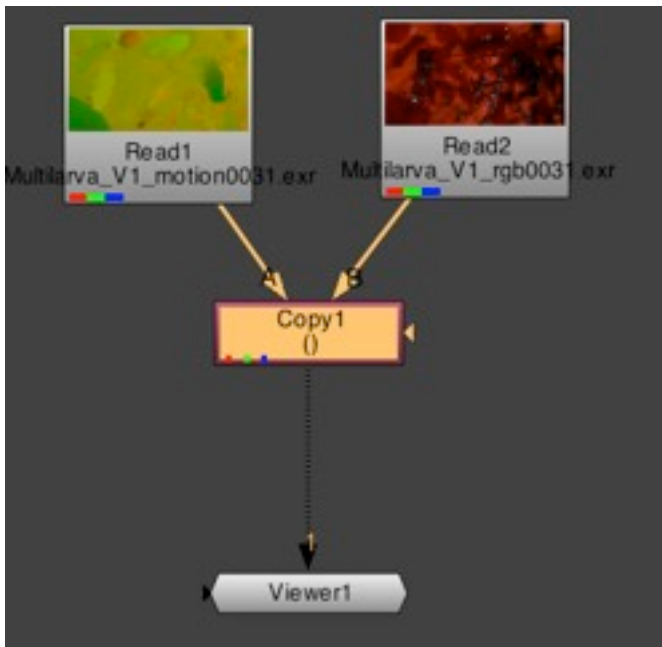 Read1
Multilarva_V1_motion0031.exr
Read2
Multilarva_V1_rgb0031.exr
A
B
Copy1
()
1
Viewer1